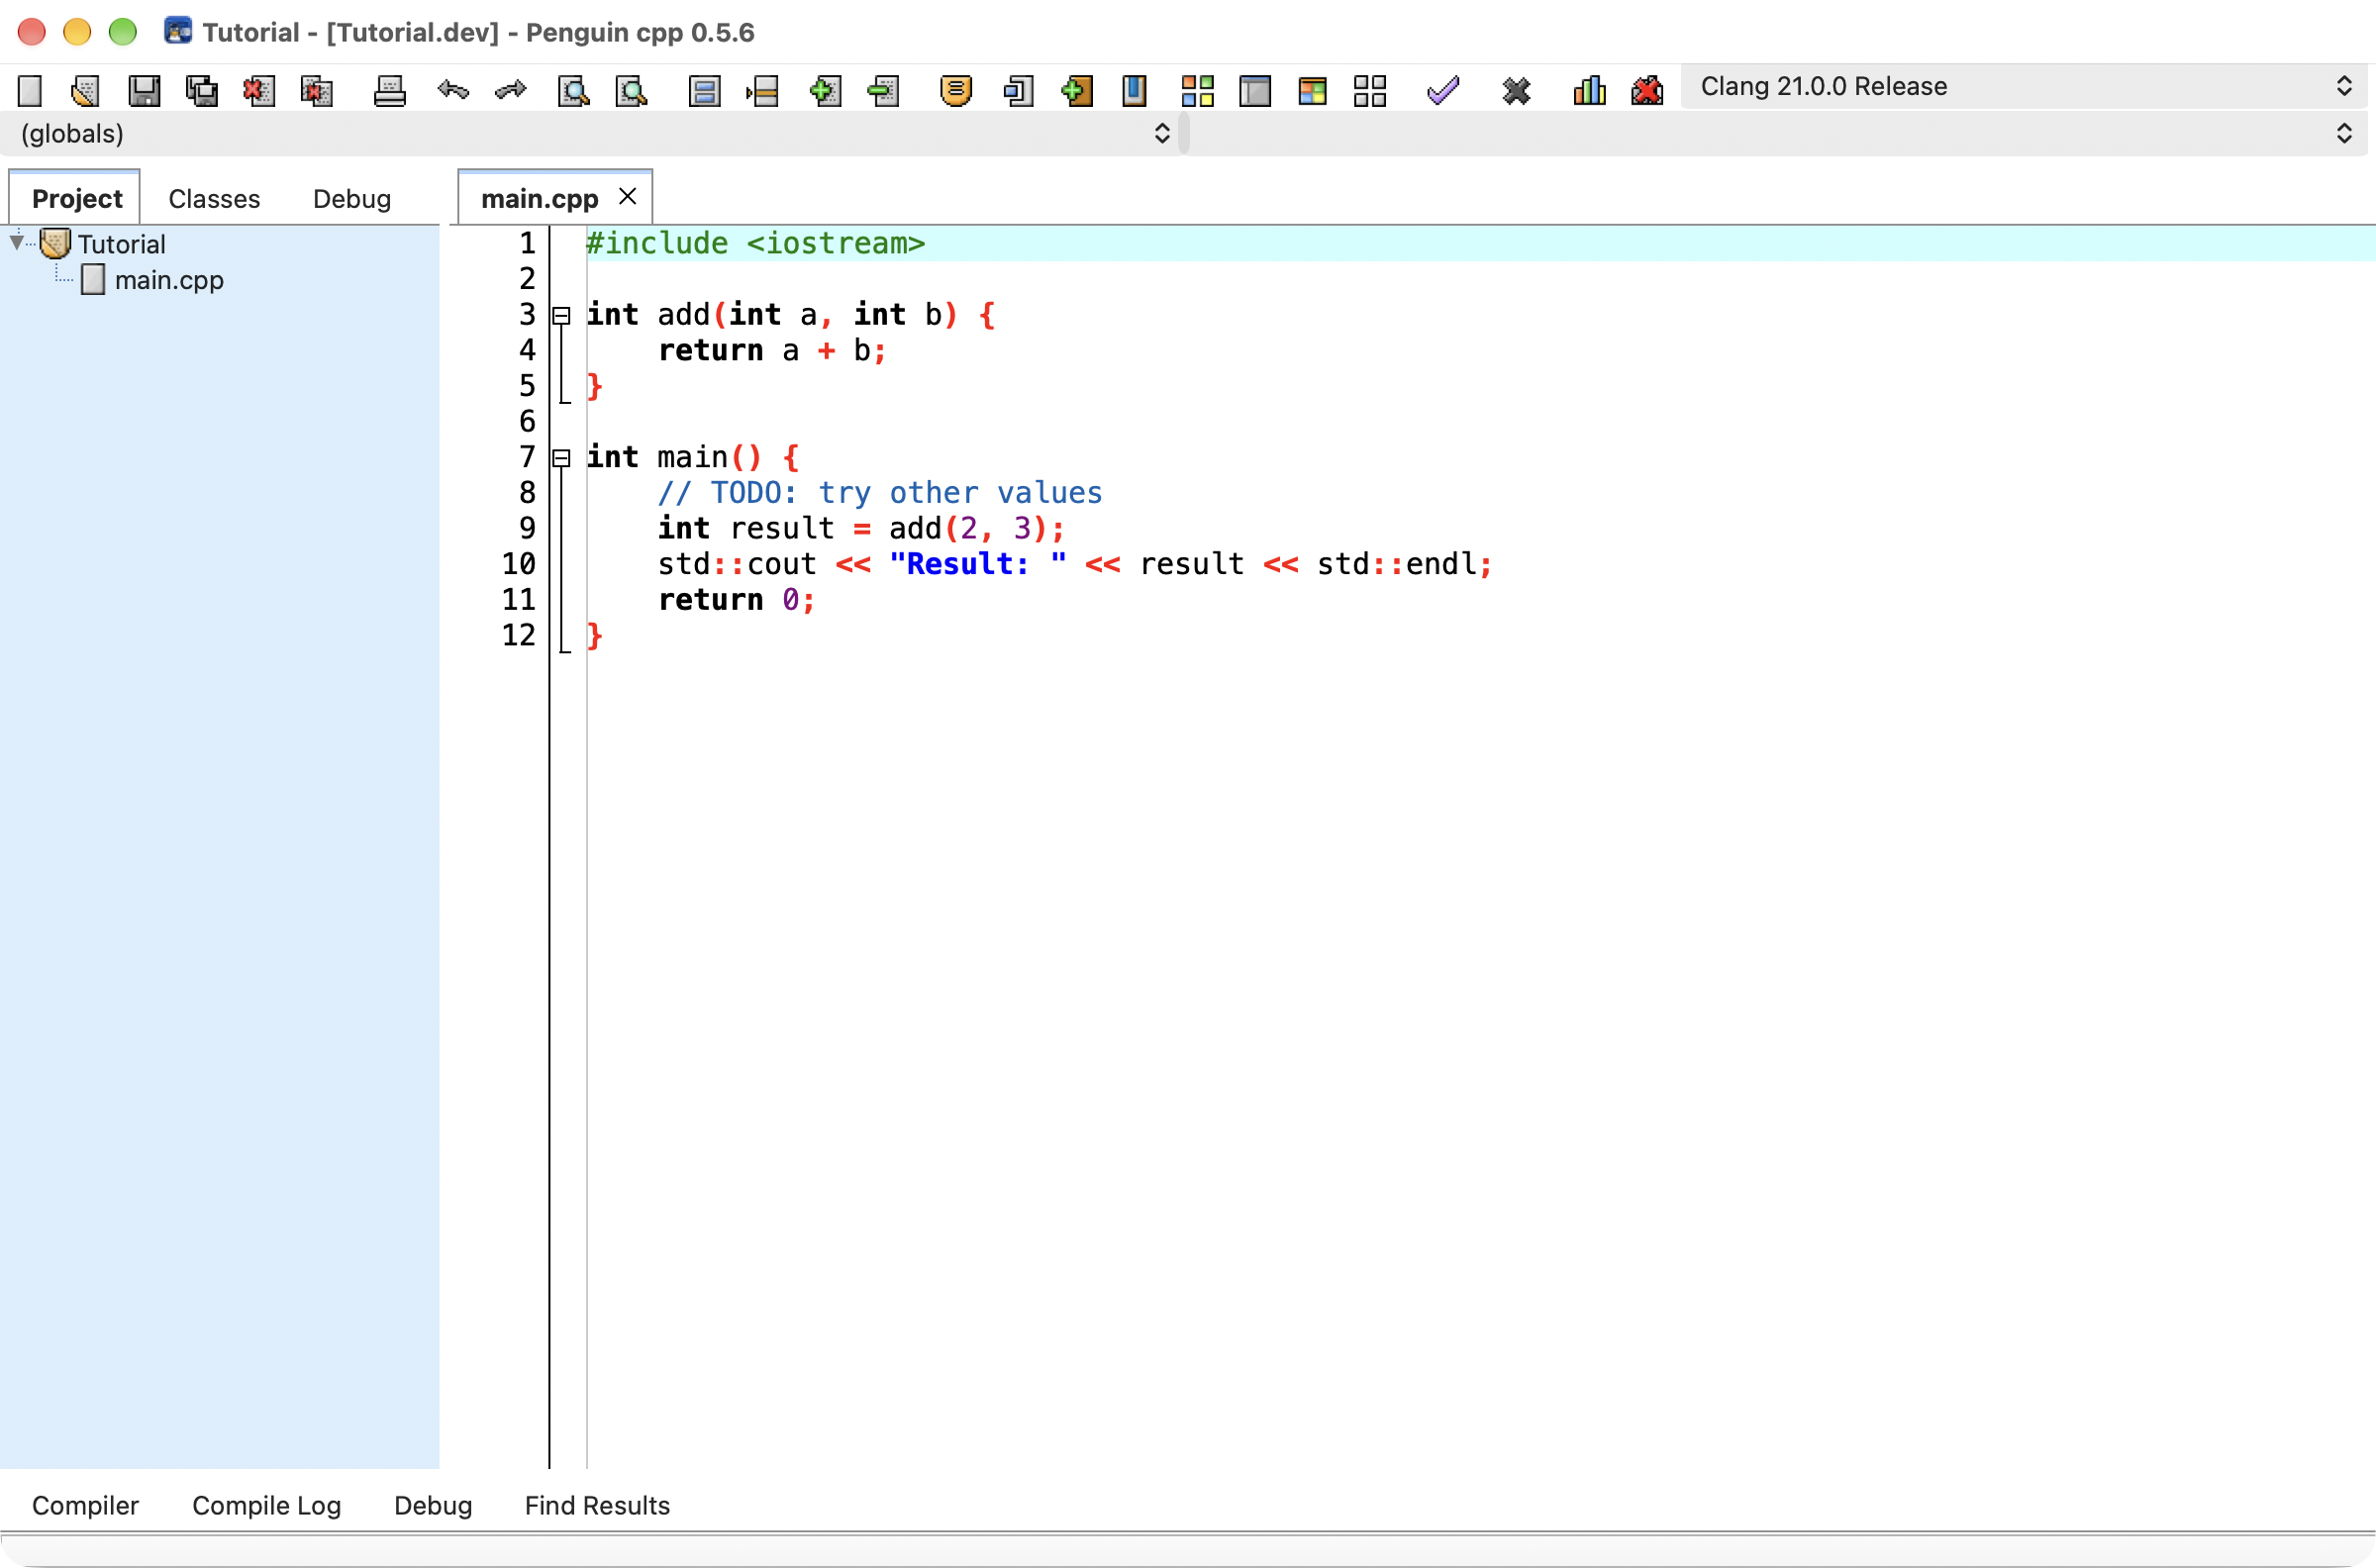 Tutorial - [Tutorial.dev] - Penguin cpp 0.5.6
Clang 21.0.0 Release
(globals)
Project Classes Debug
main.cpp
Tutorial
main.cpp
1 #include <iostream>
2
3 int add(int a, int b) {
4     return a + b;
5 }
6
7 int main() {
8     // TODO: try other values
9     int result = add(2, 3);
10     std::cout << "Result: " << result << std::endl;
11     return 0;
12 }
Compiler Compile Log Debug Find Results